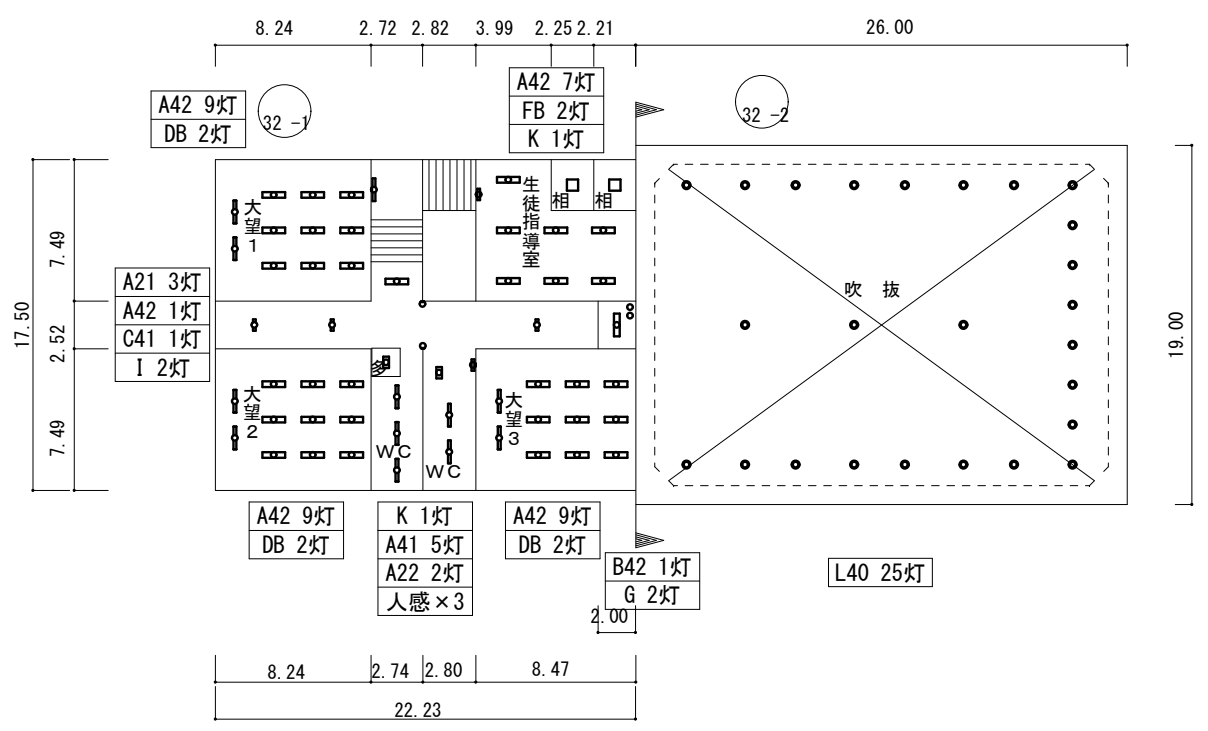 8.24
2.72
2.82
3.99
2.25
2.21
26.00
A42 9灯
DB 2灯
32 -1
A42 7灯
FB 2灯
K 1灯
32 -2
大望1
生徒指導室
相
相
7.49
17.50
2.52
7.49
A21 3灯
A42 1灯
C41 1灯
I 2灯
吹 抜
19.00
大望2
多
WC
WC
大望3
A42 9灯
DB 2灯
K 1灯
A41 5灯
A22 2灯
人感×3
A42 9灯
DB 2灯
B42 1灯
G 2灯
2.00
L40 25灯
8.24
2.74
2.80
8.47
22.23